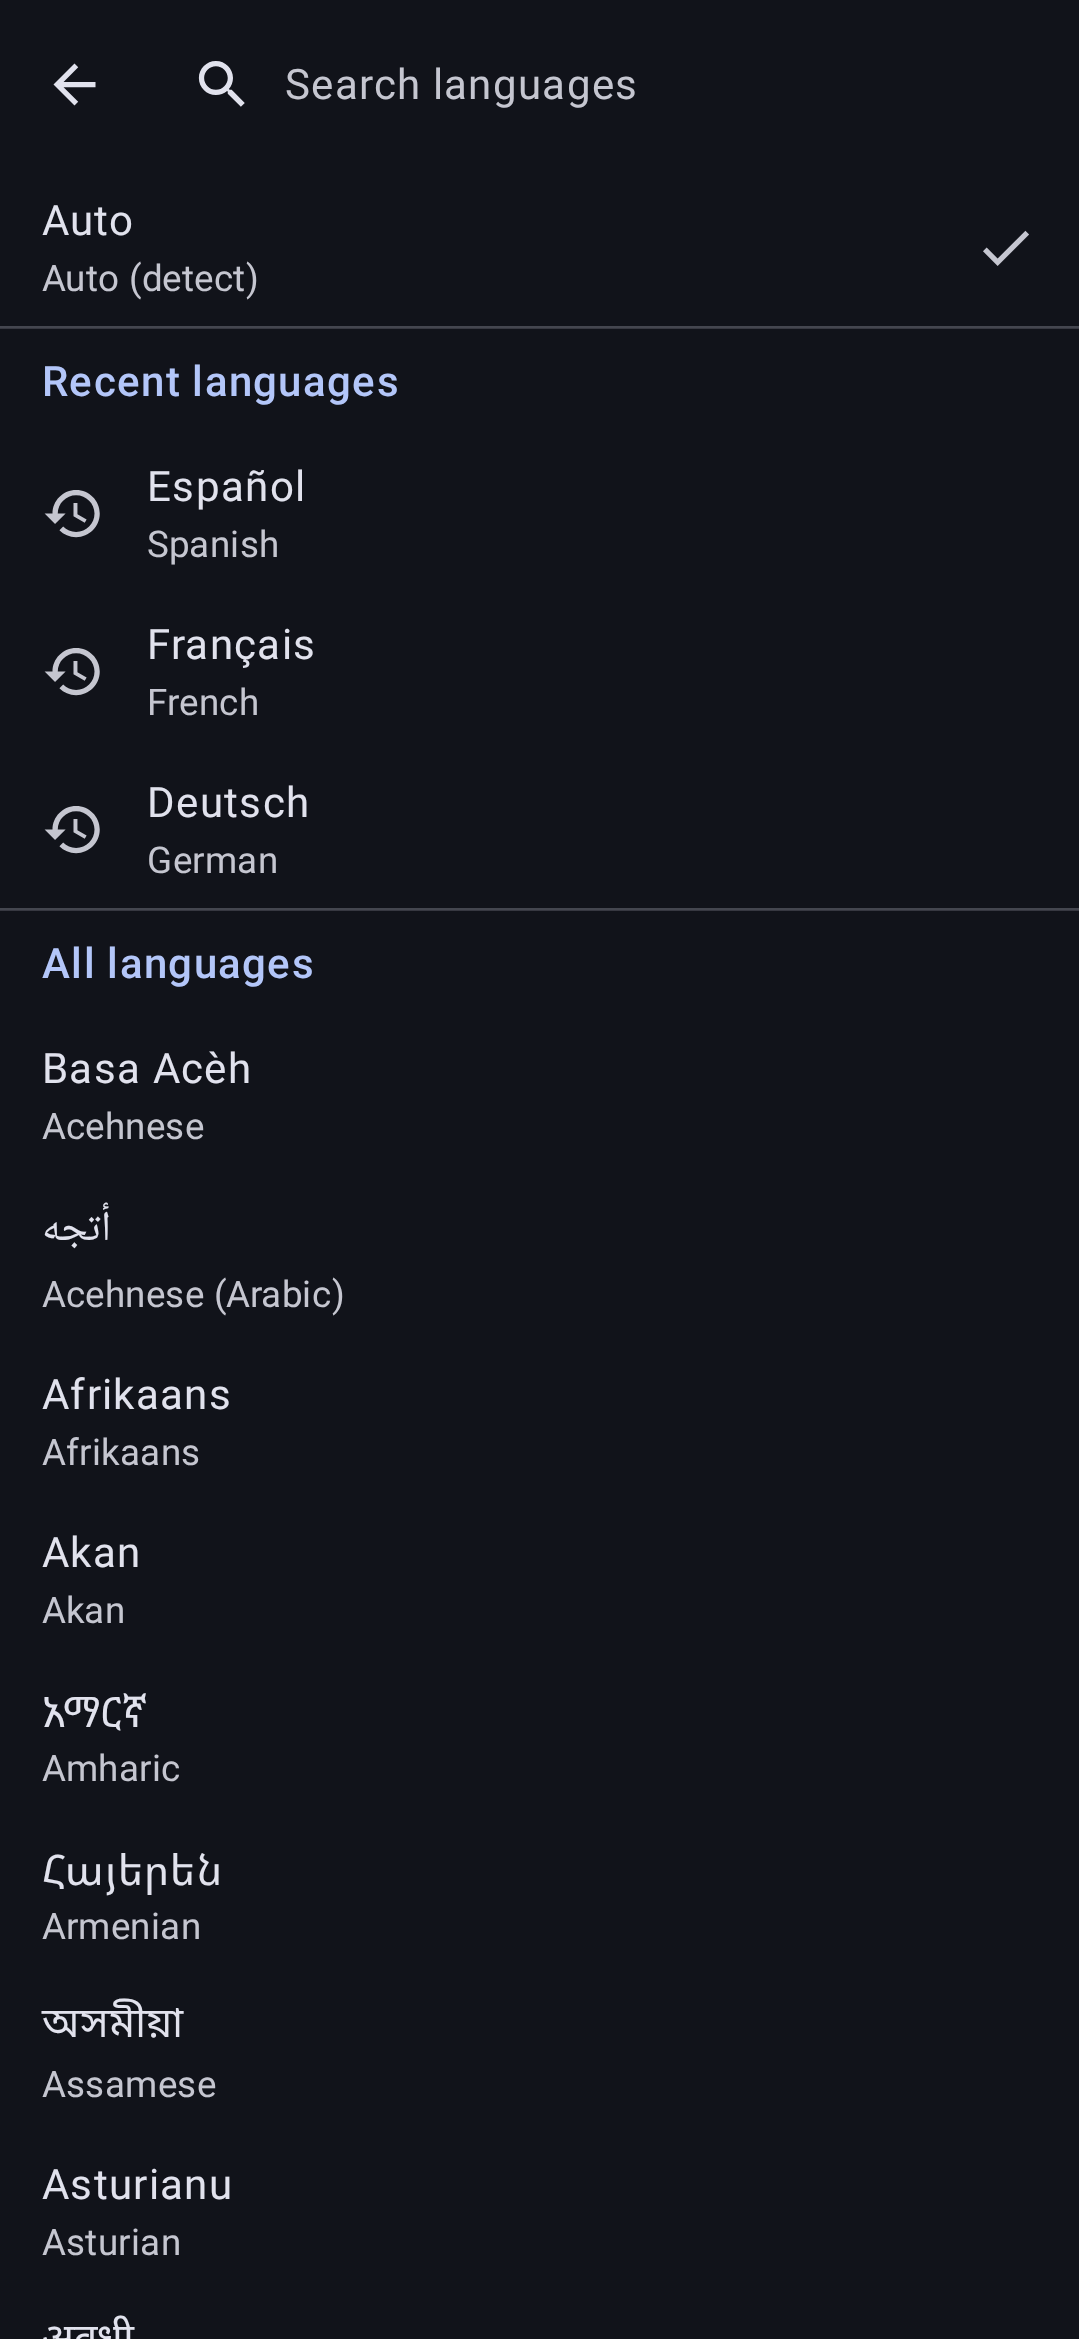 Search languages
Auto
Auto (detect)
Recent languages
Español
Spanish
Français
French
Deutsch
German
All languages
Basa Acèh
Acehnese
أتجه
Acehnese (Arabic)
Afrikaans
Afrikaans
Akan
Akan
አማርኛ
Amharic
Հայերեն
Armenian
অসমীয়া
Assamese
Asturianu
Asturian
अवधी